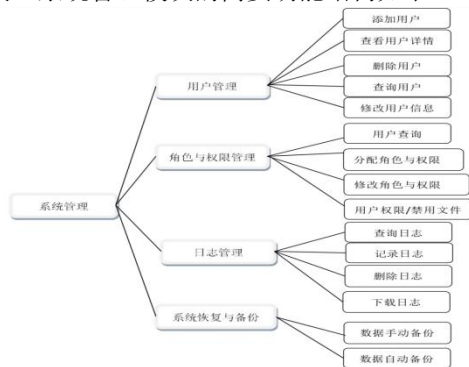 添加用户
查看用户详情
删除用户
用户管理
查询用户
修改用户信息
用户查询
角色与权限管理
分配角色与权限
修改角色与权限
系统管理
用户权限/禁用文件
查询日志
日志管理
记录日志
删除日志
下载日志
系统恢复与备份
数据手动备份
数据自动备份